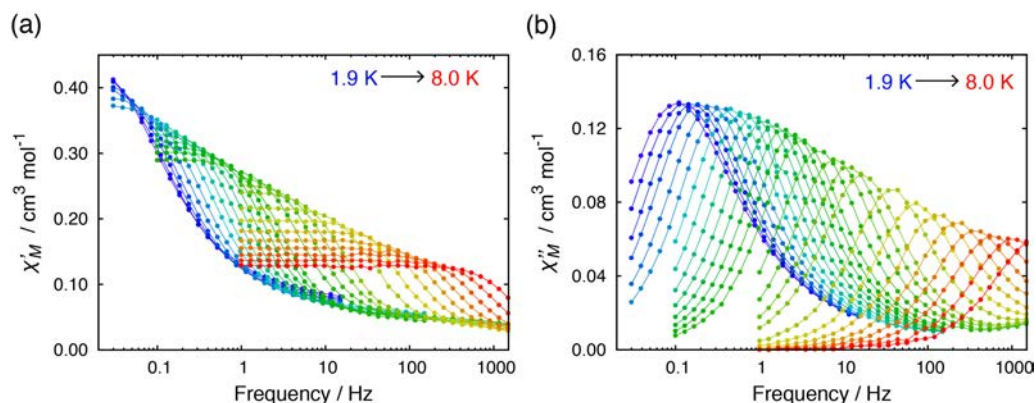 (a)
1.9 K → 8.0 K
χ′M / cm³ mol⁻¹
0.40
0.30
0.20
0.10
0.00
0.1 1 10 100 1000
Frequency / Hz
(b)
1.9 K → 8.0 K
χ″M / cm³ mol⁻¹
0.16
0.12
0.08
0.04
0.00
0.1 1 10 100 1000
Frequency / Hz